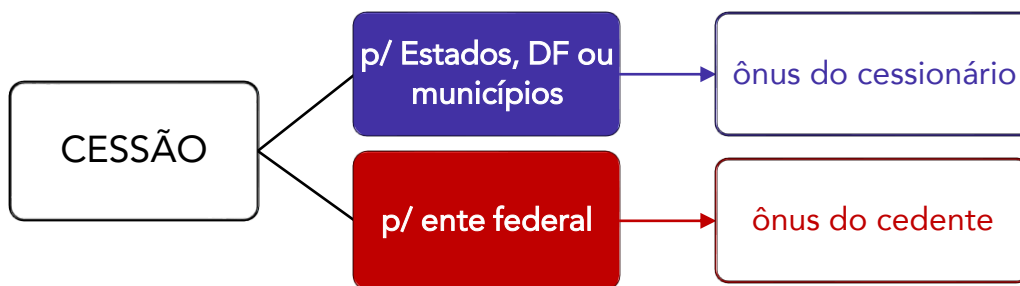 CESSÃO
p/ Estados, DF ou
municípios
ônus do cessionário
p/ ente federal
ônus do cedente